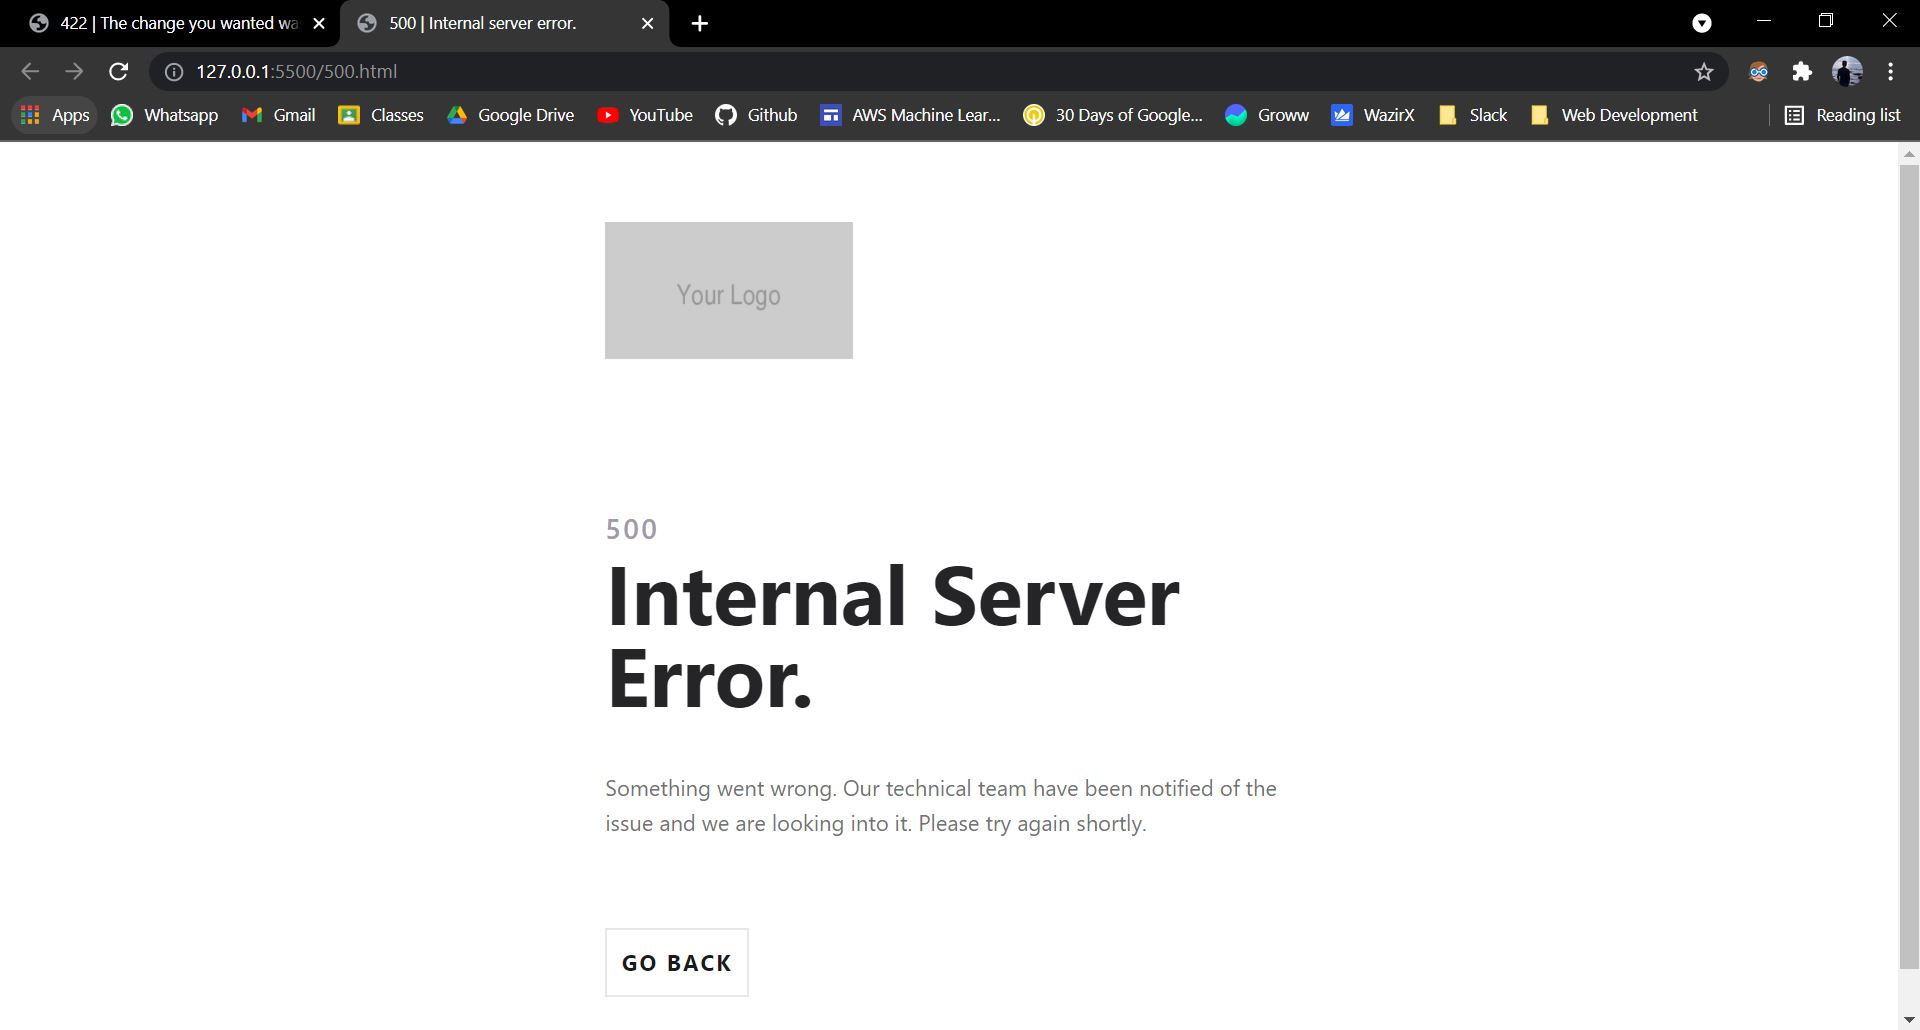 422 | The change you wanted wa
500 | Internal server error.
127.0.0.1:5500/500.html
Apps
Whatsapp
Gmail
Classes
Google Drive
YouTube
Github
AWS Machine Lear...
30 Days of Google...
Groww
WazirX
Slack
Web Development
Reading list
Your Logo
500
Internal Server
Error.
Something went wrong. Our technical team have been notified of the
issue and we are looking into it. Please try again shortly.
GO BACK